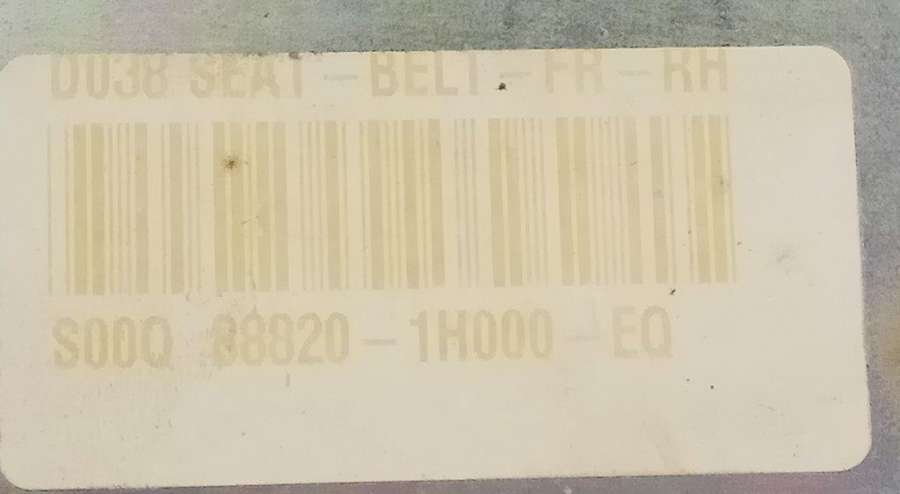 D038 SEAT-BELT-FR-RH
S00Q 88820-1H000-EQ